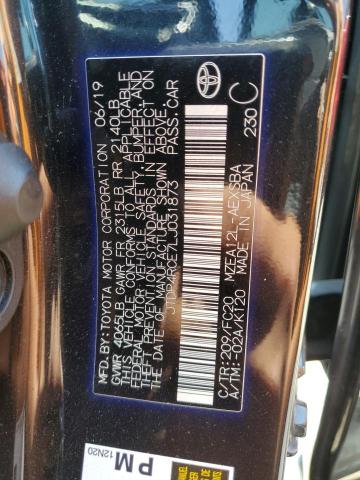 MFD. BY: TOYOTA MOTOR CORPORATION 06/19
GVWR 4065LB GAWR FR 2315LB RR 2140LB
THIS VEHICLE CONFORMS TO ALL APPLICABLE
FEDERAL MOTOR VEHICLE SAFETY, BUMPER, AND
THEFT PREVENTION STANDARDS IN EFFECT ON
THE DATE OF MANUFACTURE SHOWN ABOVE.
PASS. CAR
C
230
C/TR:209/FC20 MZEA12L-AEXSBA
A/TM:-02A/K120 MADE IN JAPAN
PM
12N20